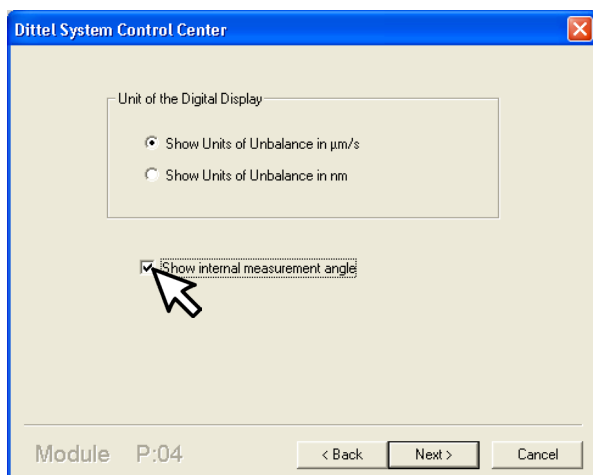 Dittel System Control Center
Unit of the Digital Display
Show Units of Unbalance in µm/s
Show Units of Unbalance in nm
Show internal measurement angle
Module P:04
< Back
Next >
Cancel